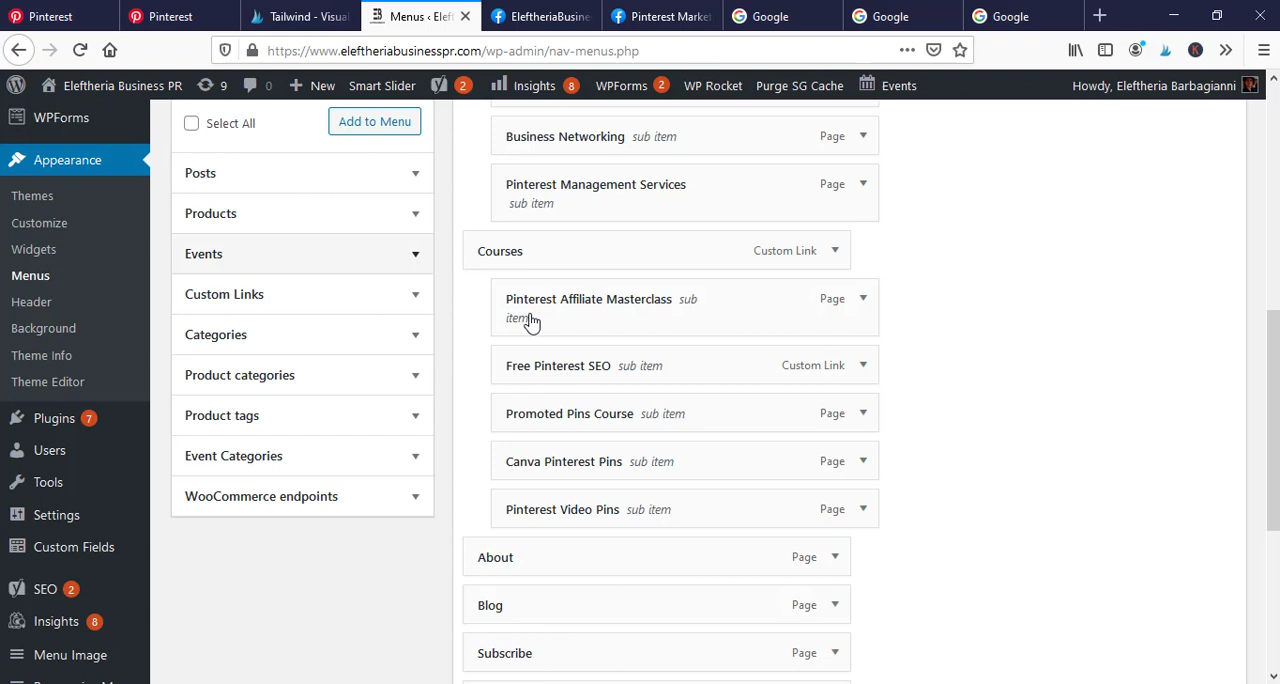 Pinterest
Pinterest
Tailwind - Visual
Menus ‹ Eleft
EleftheriaBusines
Pinterest Market
Google
Google
Google
https://www.eleftheriabusinesspr.com/wp-admin/nav-menus.php
Eleftheria Business PR
9
0
New
Smart Slider
2
Insights 8
WPForms 2
WP Rocket
Purge SG Cache
Events
Howdy, Eleftheria Barbagianni
WPForms
Appearance
Themes
Customize
Widgets
Menus
Header
Background
Theme Info
Theme Editor
Plugins 7
Users
Tools
Settings
Custom Fields
SEO 2
Insights 8
Menu Image
Select All
Add to Menu
Posts
Products
Events
Custom Links
Categories
Product categories
Product tags
Event Categories
WooCommerce endpoints
Business Networking sub item Page
Pinterest Management Services Page
sub item
Courses Custom Link
Pinterest Affiliate Masterclass sub Page
item
Free Pinterest SEO sub item Custom Link
Promoted Pins Course sub item Page
Canva Pinterest Pins sub item Page
Pinterest Video Pins sub item Page
About Page
Blog Page
Subscribe Page